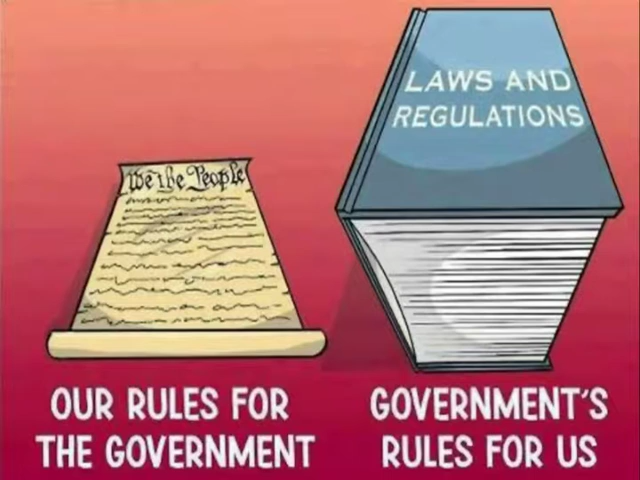 We the People
LAWS AND
REGULATIONS
OUR RULES FOR
THE GOVERNMENT
GOVERNMENT'S
RULES FOR US